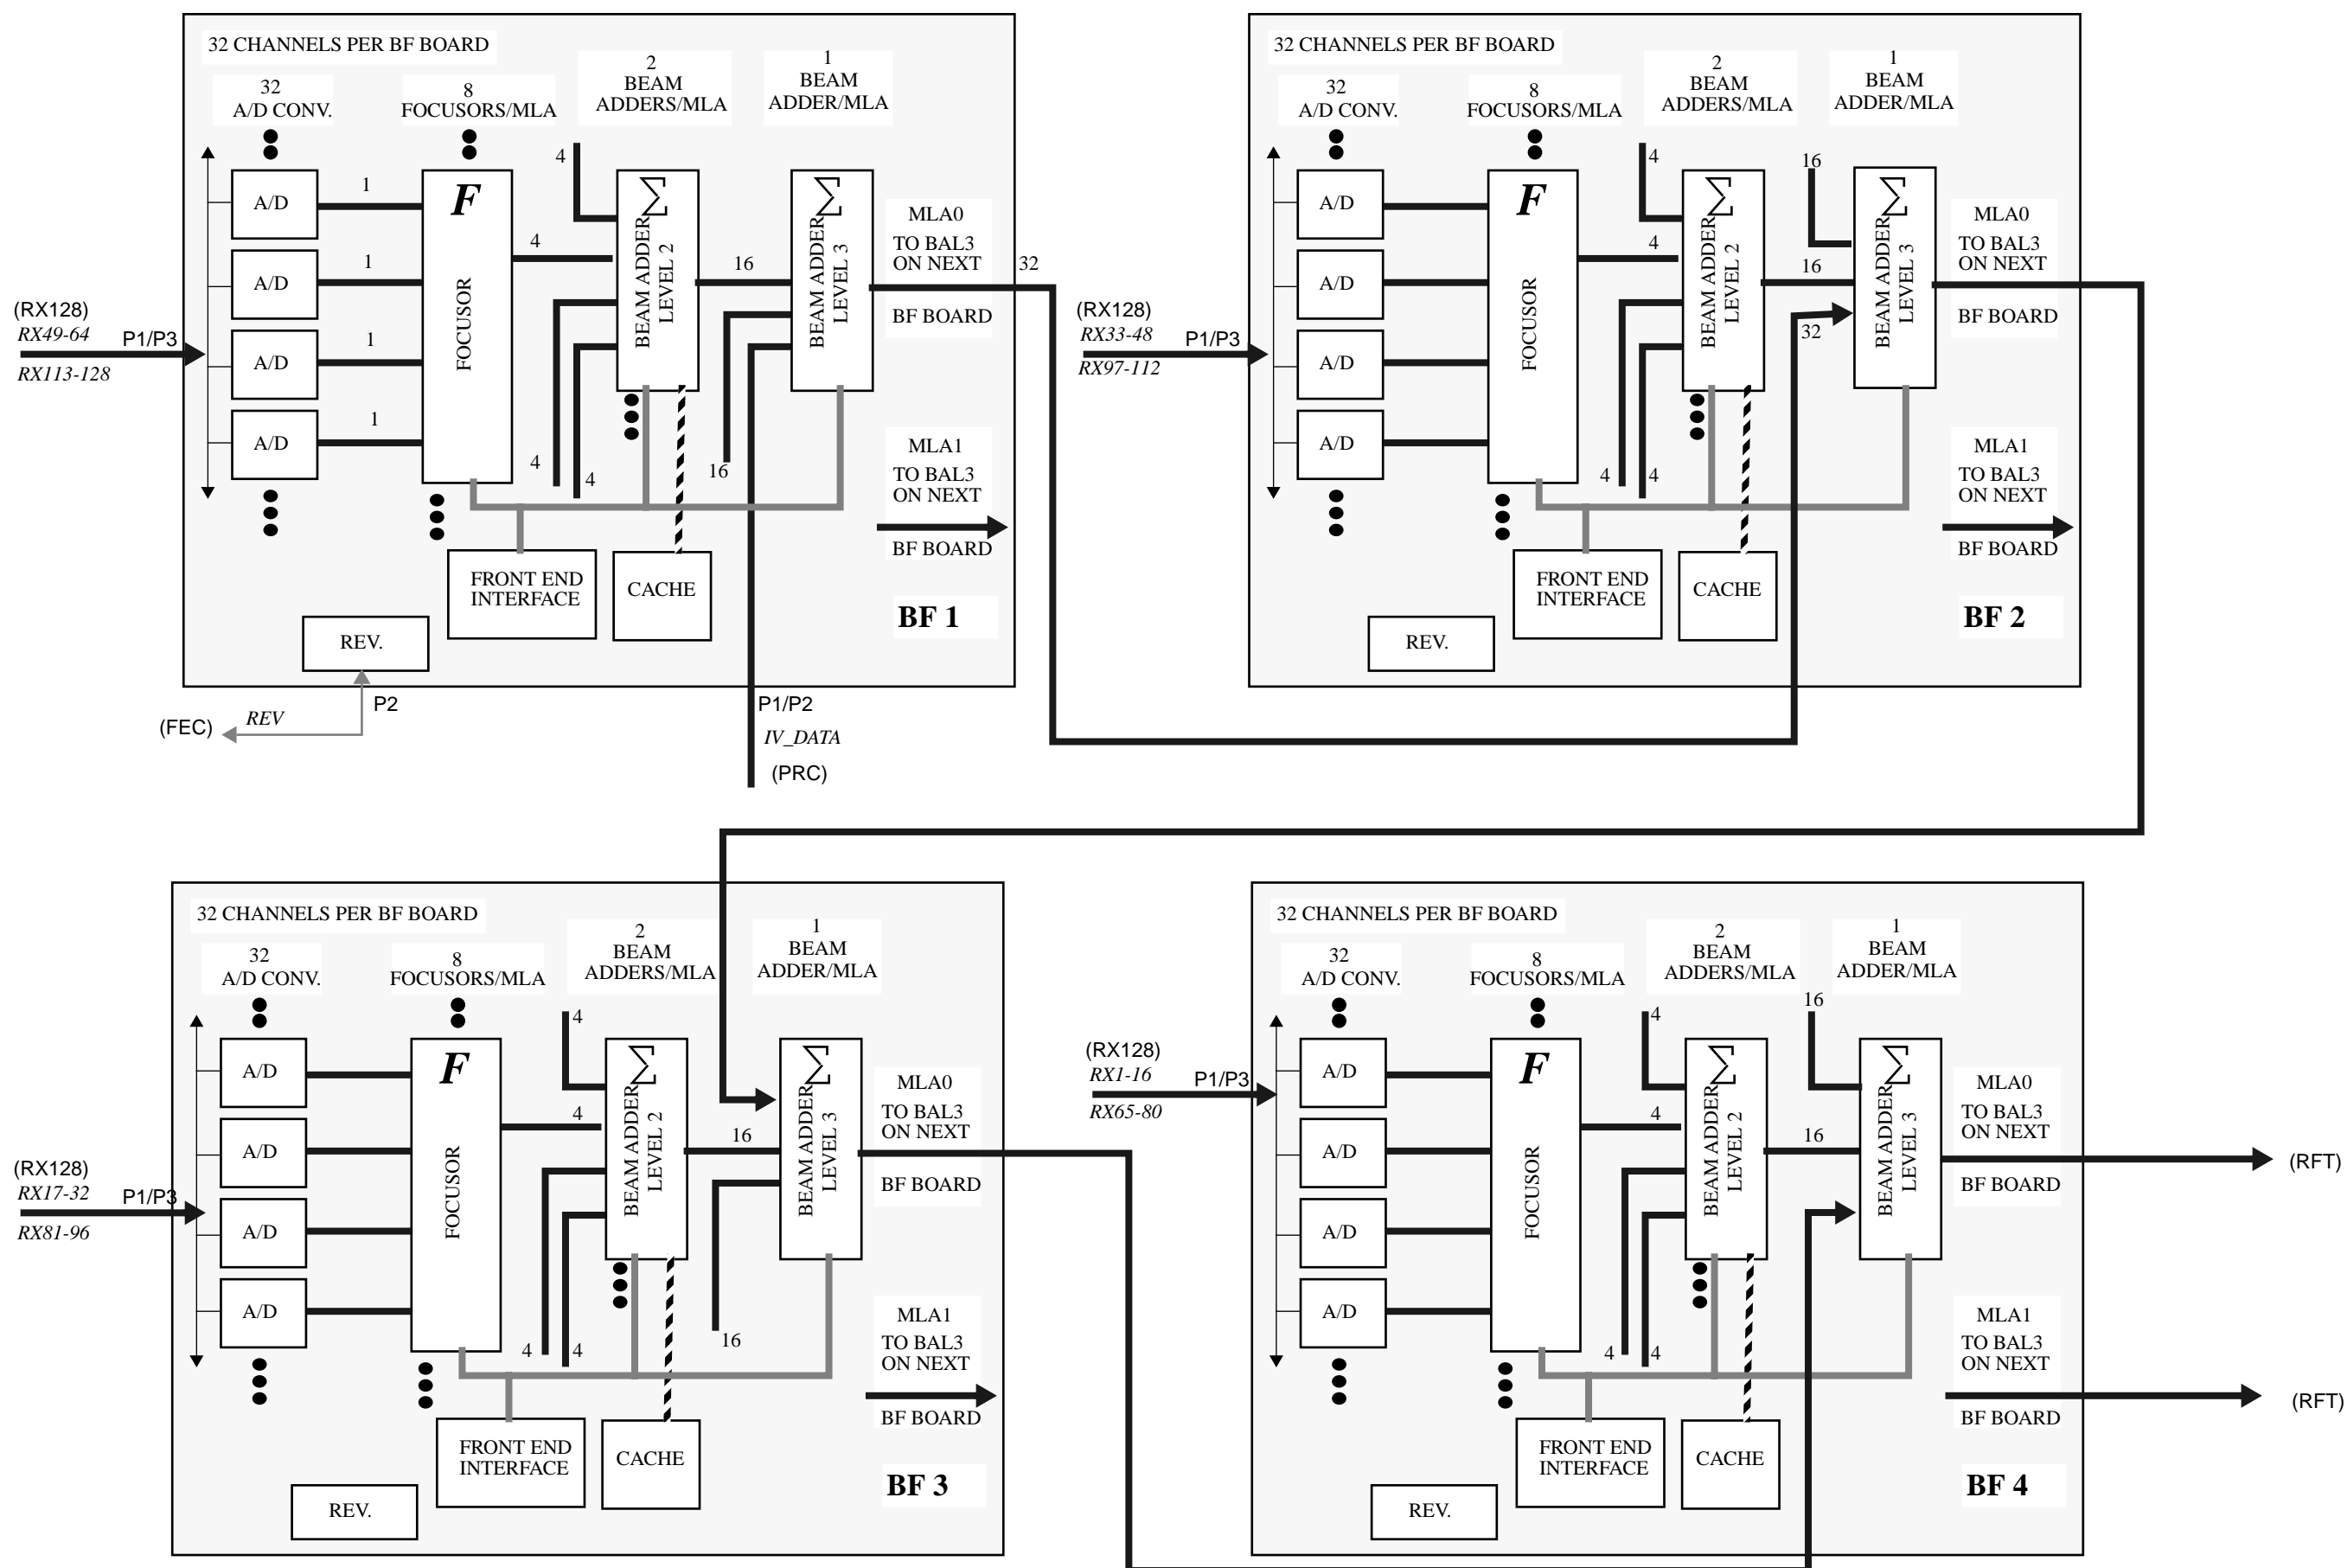 32 CHANNELS PER BF BOARD
32
A/D CONV.
8
FOCUSORS/MLA
2
BEAM
ADDERS/MLA
1
BEAM
ADDER/MLA
4
A/D
A/D
A/D
A/D
1
1
1
1
F
FOCUSOR
4
4
4
BEAM ADDER
LEVEL 2
Σ
16
16
BEAM ADDER
LEVEL 3
Σ
MLA0
TO BAL3
ON NEXT
BF BOARD
32
MLA1
TO BAL3
ON NEXT
BF BOARD
(RX128)
RX49-64
P1/P3
RX113-128
FRONT END
INTERFACE
CACHE
BF 1
REV.
P2
REV
(FEC)
P1/P2
IV_DATA
(PRC)
32 CHANNELS PER BF BOARD
32
A/D CONV.
8
FOCUSORS/MLA
2
BEAM
ADDERS/MLA
1
BEAM
ADDER/MLA
4
A/D
A/D
A/D
A/D
F
FOCUSOR
4
4
4
BEAM ADDER
LEVEL 2
Σ
16
16
32
BEAM ADDER
LEVEL 3
Σ
MLA0
TO BAL3
ON NEXT
BF BOARD
MLA1
TO BAL3
ON NEXT
BF BOARD
(RX128)
RX33-48
P1/P3
RX97-112
FRONT END
INTERFACE
CACHE
BF 2
REV.
32 CHANNELS PER BF BOARD
32
A/D CONV.
8
FOCUSORS/MLA
2
BEAM
ADDERS/MLA
1
BEAM
ADDER/MLA
4
A/D
A/D
A/D
A/D
F
FOCUSOR
4
4
4
BEAM ADDER
LEVEL 2
Σ
16
16
BEAM ADDER
LEVEL 3
Σ
MLA0
TO BAL3
ON NEXT
BF BOARD
MLA1
TO BAL3
ON NEXT
BF BOARD
(RX128)
RX17-32
P1/P3
RX81-96
FRONT END
INTERFACE
CACHE
BF 3
REV.
32 CHANNELS PER BF BOARD
32
A/D CONV.
8
FOCUSORS/MLA
2
BEAM
ADDERS/MLA
1
BEAM
ADDER/MLA
4
A/D
A/D
A/D
A/D
F
FOCUSOR
4
4
4
BEAM ADDER
LEVEL 2
Σ
16
16
BEAM ADDER
LEVEL 3
Σ
MLA0
TO BAL3
ON NEXT
BF BOARD
(RFT)
MLA1
TO BAL3
ON NEXT
BF BOARD
(RFT)
(RX128)
RX1-16
P1/P3
RX65-80
FRONT END
INTERFACE
CACHE
BF 4
REV.